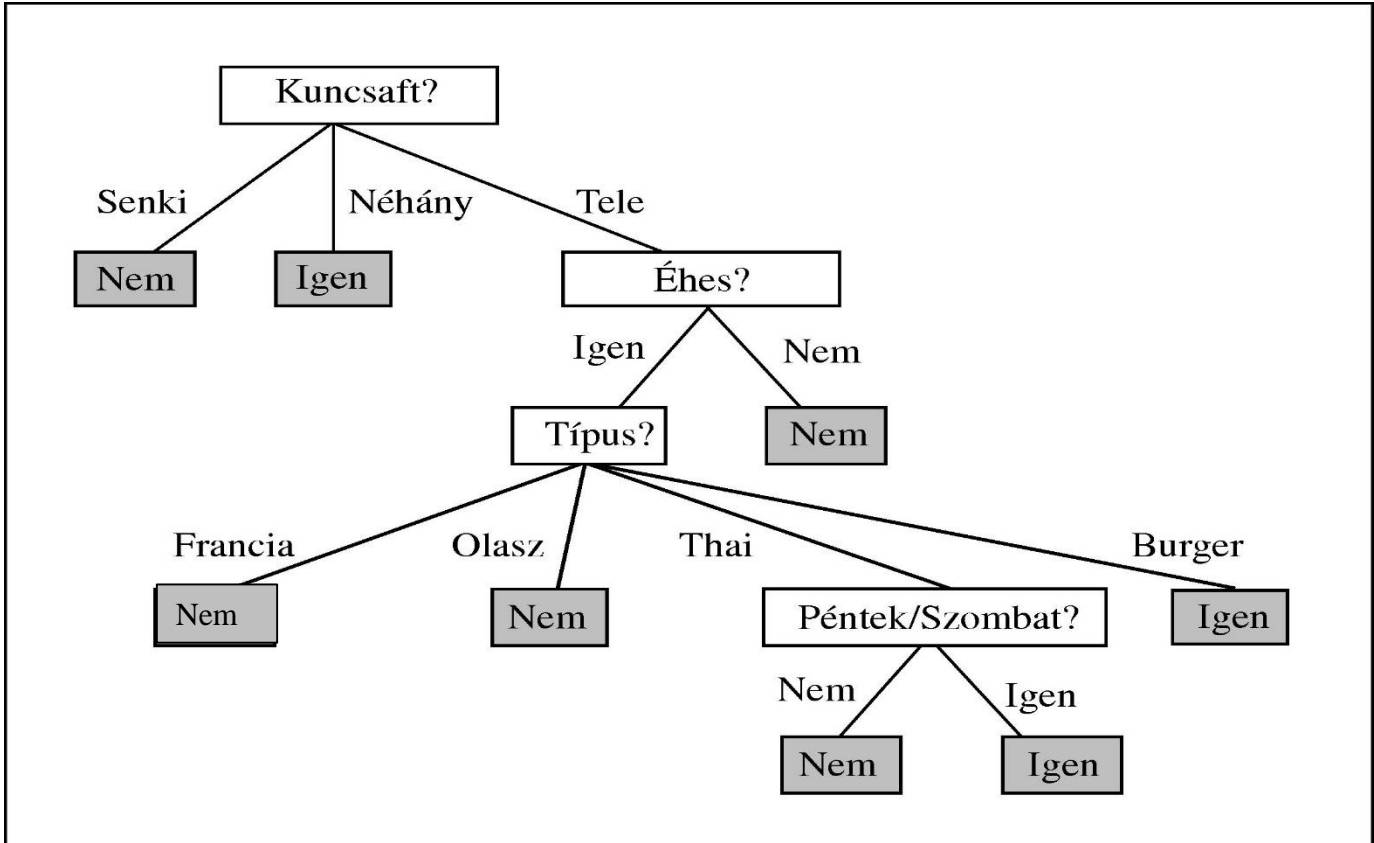 Kuncsaft?
Senki
Néhány
Tele
Nem
Igen
Éhes?
Igen
Nem
Típus?
Nem
Francia
Olasz
Thai
Burger
Nem
Nem
Péntek/Szombat?
Igen
Nem
Igen
Nem
Igen